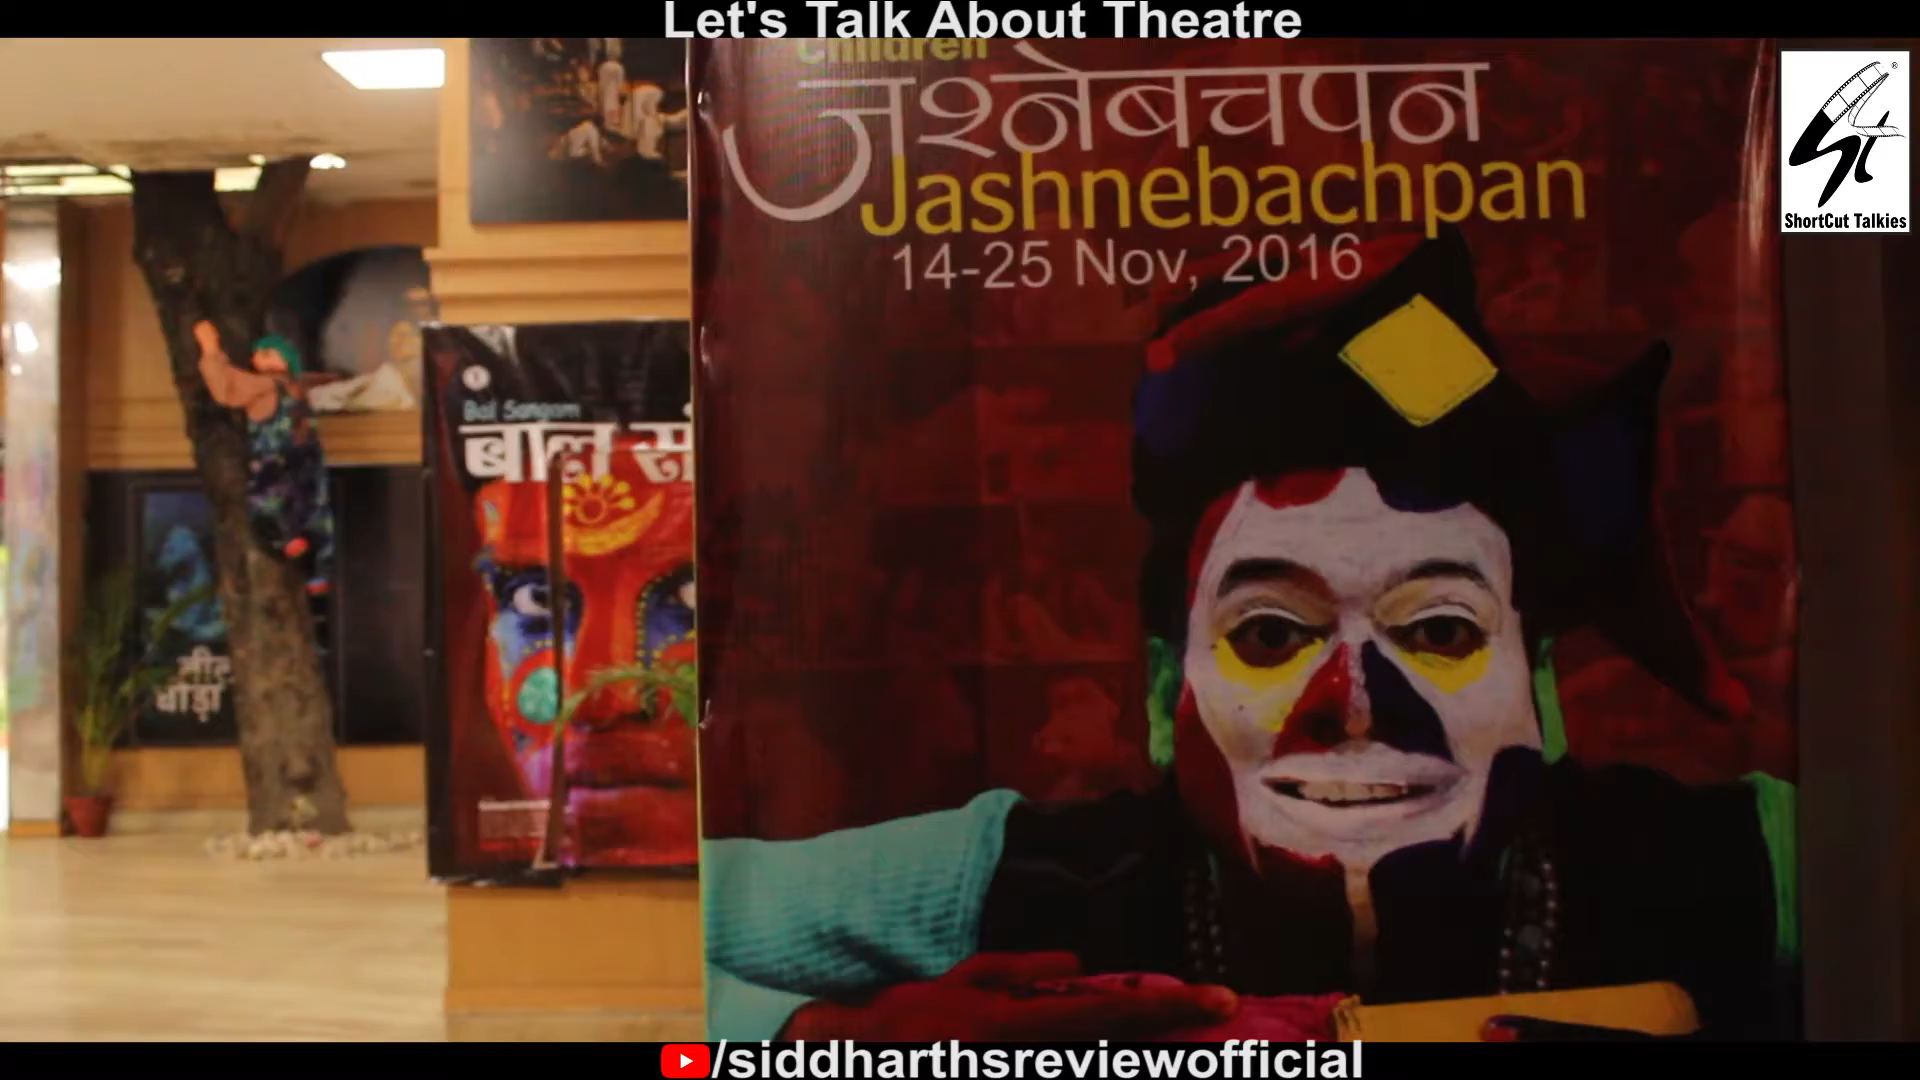 Let's Talk About Theatre
Children
जश्नेबचपन
Jashnebachpan
14-25 Nov, 2016
ShortCut Talkies
Bal Sangam
बाल सं
घोड़ा
/siddharthsreviewofficial